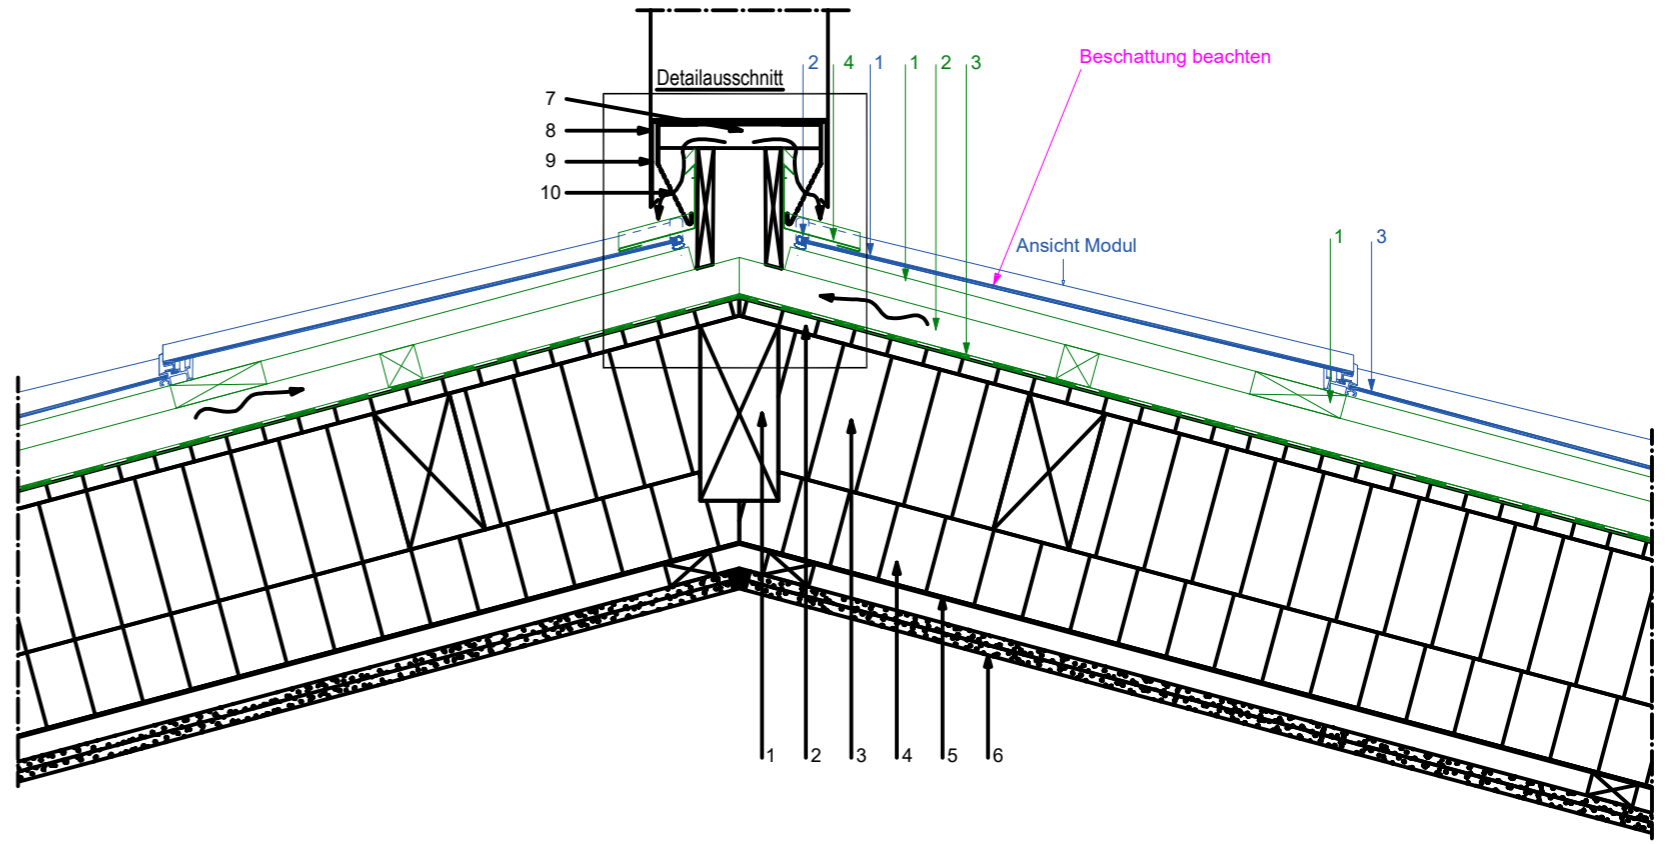 Detailausschnitt
2 4 1 1 2 3
Beschattung beachten
7
8
9
10
Ansicht Modul
1 3
1 2 3 4 5 6